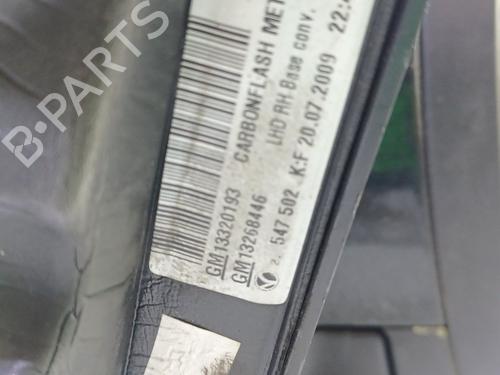 GM13320193 CARBONFLASH MET
GM13268446 LHD RH Base conv.
547 502 K:F 20.07.2009 22:
B-PARTS